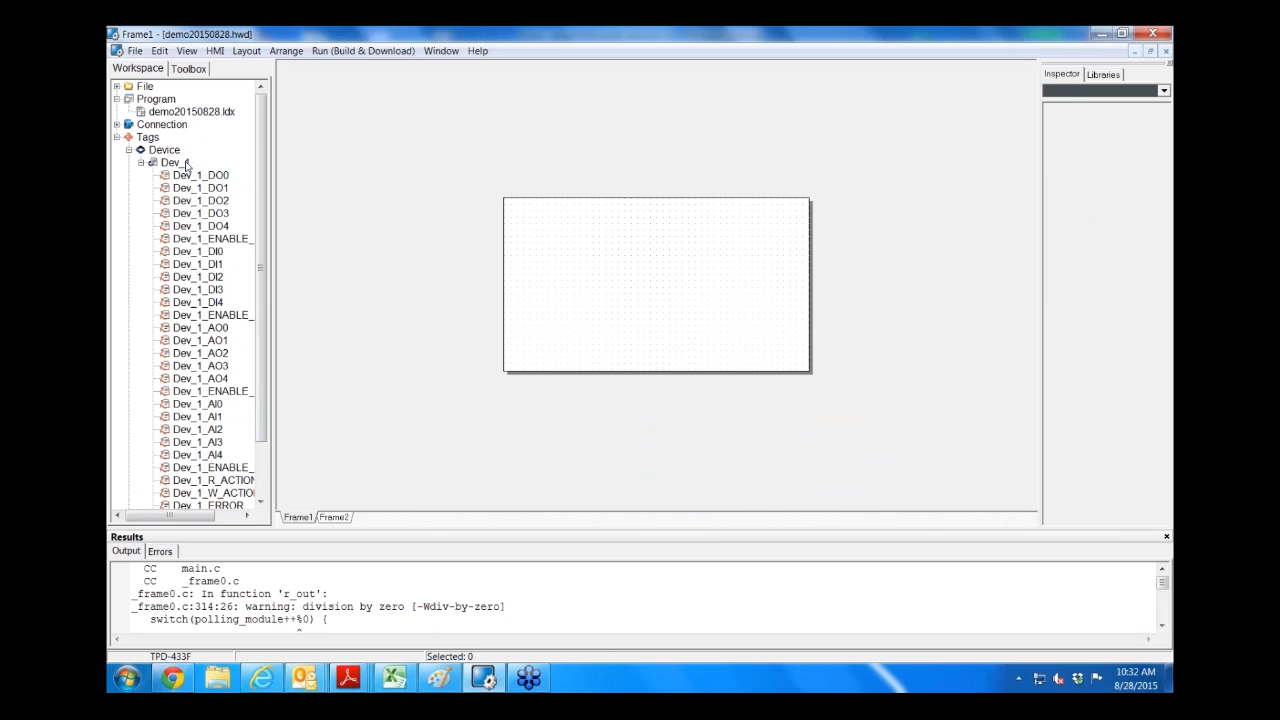 Frame1 - [demo20150828.hwd]
File Edit View HMI Layout Arrange Run (Build & Download) Window Help
Workspace Toolbox
Inspector Libraries
File
Program
demo20150828.ldx
Connection
Tags
Device
Dev_1
Dev_1_DO0
Dev_1_DO1
Dev_1_DO2
Dev_1_DO3
Dev_1_DO4
Dev_1_ENABLE_
Dev_1_DI0
Dev_1_DI1
Dev_1_DI2
Dev_1_DI3
Dev_1_DI4
Dev_1_ENABLE_
Dev_1_AO0
Dev_1_AO1
Dev_1_AO2
Dev_1_AO3
Dev_1_AO4
Dev_1_ENABLE_
Dev_1_AI0
Dev_1_AI1
Dev_1_AI2
Dev_1_AI3
Dev_1_AI4
Dev_1_ENABLE_
Dev_1_R_ACTION
Dev_1_W_ACTIO
Dev_1_ERROR
Frame1 Frame2
Results
Output Errors
CC main.c
CC _frame0.c
_frame0.c: In function 'r_out':
_frame0.c:314:26: warning: division by zero [-Wdiv-by-zero]
switch(polling_module++%0) {
^
TPD-433F Selected: 0
10:32 AM
8/28/2015